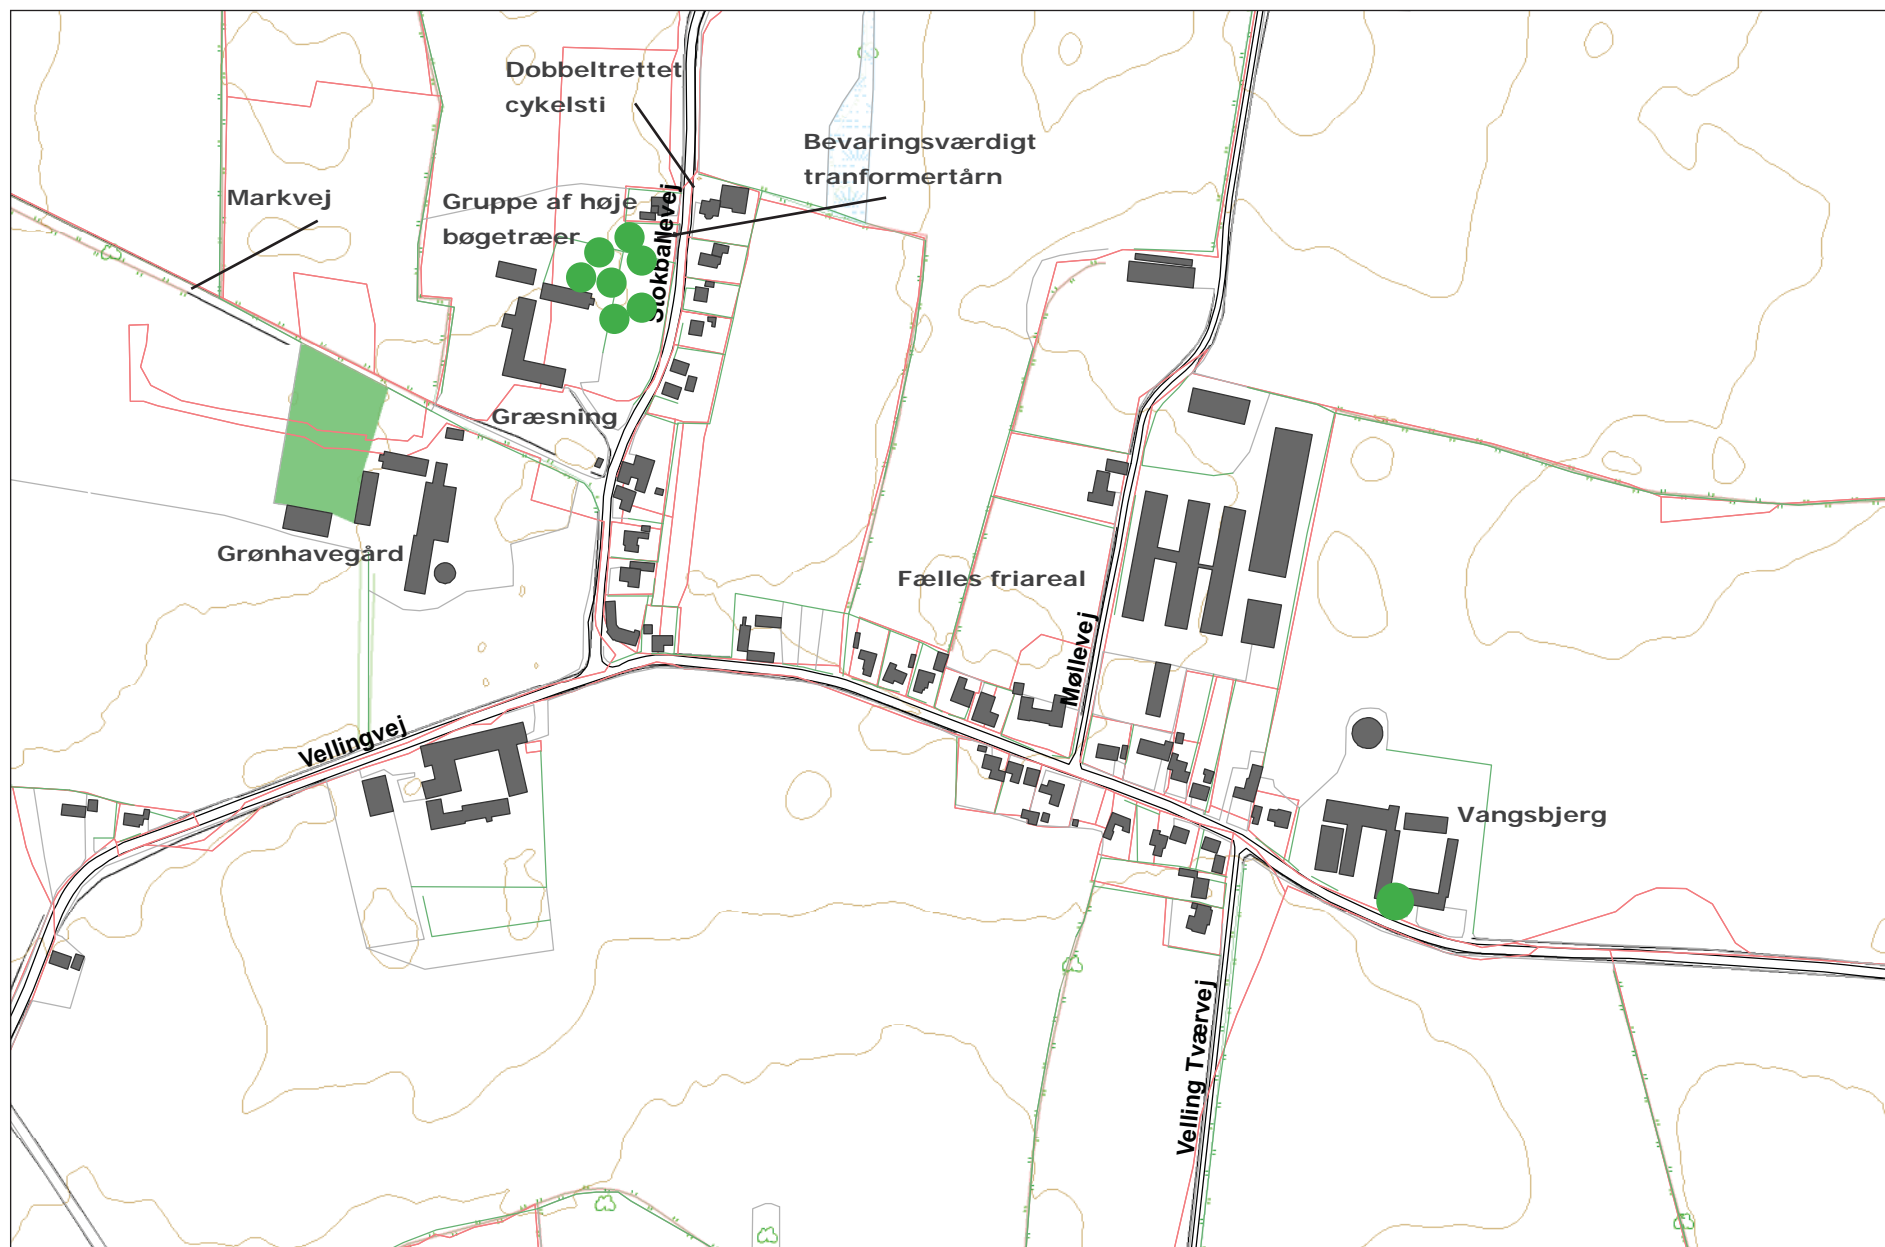 Dobbeltrettet
cykelsti
Bevaringsværdigt
tranformertårn
Markvej
Gruppe af høje
bøgetræer
Stokballevej
Græsning
Grønhavegård
Fælles friareal
Møllevej
Vellingvej
Vangsbjerg
Velling Tværvej